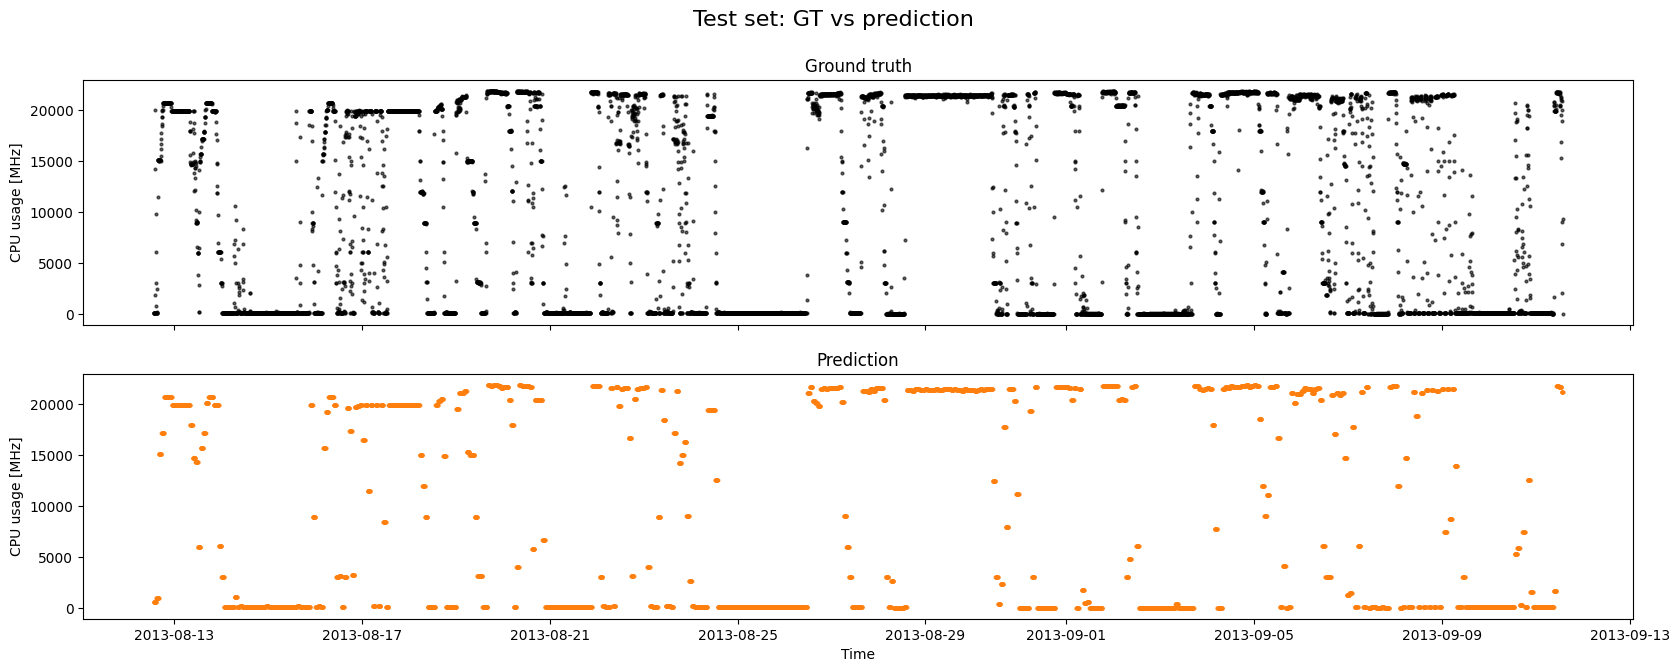 Test set: GT vs prediction
Ground truth
CPU usage [MHz]
20000
15000
10000
5000
0
Prediction
CPU usage [MHz]
20000
15000
10000
5000
0
2013-08-13 2013-08-17 2013-08-21 2013-08-25 2013-08-29 2013-09-01 2013-09-05 2013-09-09 2013-09-13
Time